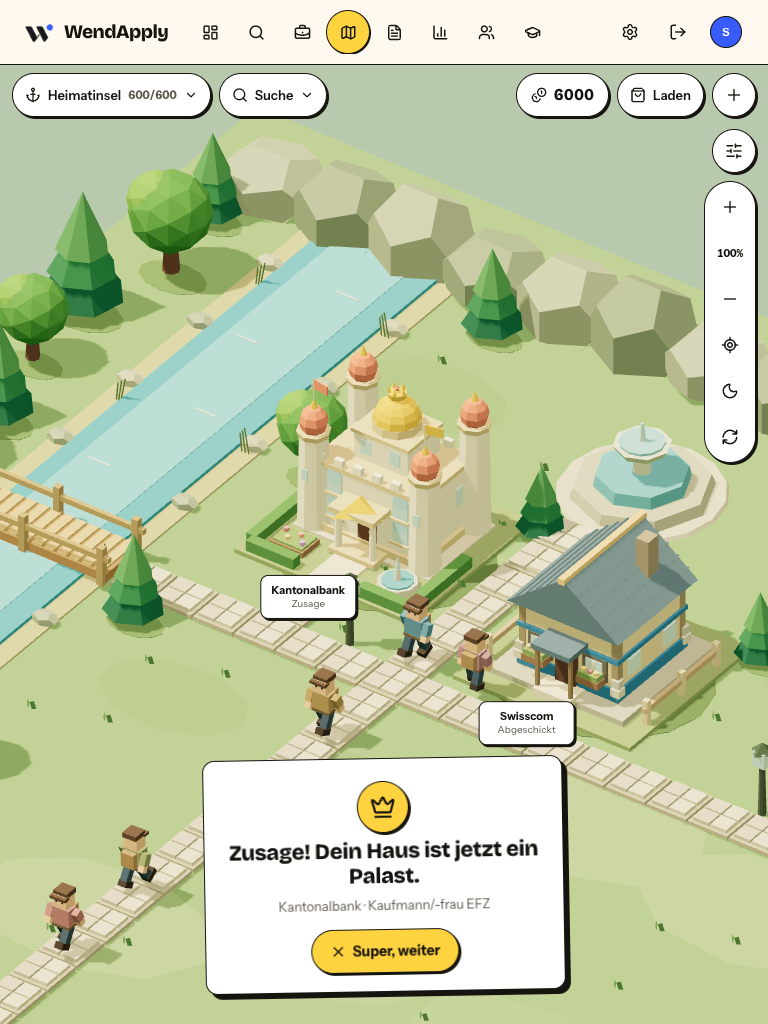 WendApply
S
Heimatinsel 600/600
Suche
6000
Laden
100%
Kantonalbank
Zusage
Swisscom
Abgeschickt
Zusage! Dein Haus ist jetzt ein
Palast.
Kantonalbank · Kaufmann/-frau EFZ
Super, weiter